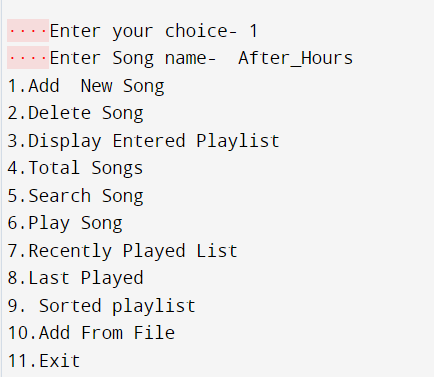 ····Enter your choice- 1
····Enter Song name-  After_Hours
1.Add  New Song
2.Delete Song
3.Display Entered Playlist
4.Total Songs
5.Search Song
6.Play Song
7.Recently Played List
8.Last Played
9. Sorted playlist
10.Add From File
11.Exit